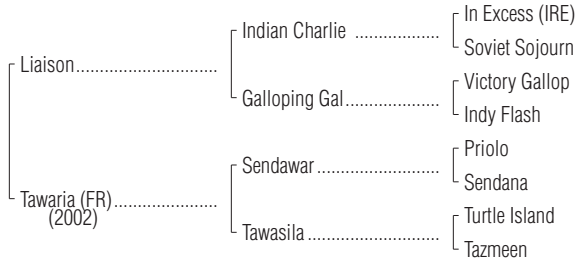 In Excess (IRE)
Indian Charlie ...................
Soviet Sojourn
Liaison................................
Victory Gallop
Galloping Gal.....................
Indy Flash
Priolo
Sendawar ...........................
Sendana
Tawaria (FR).......................
(2002)
Turtle Island
Tawasila .............................
Tazmeen